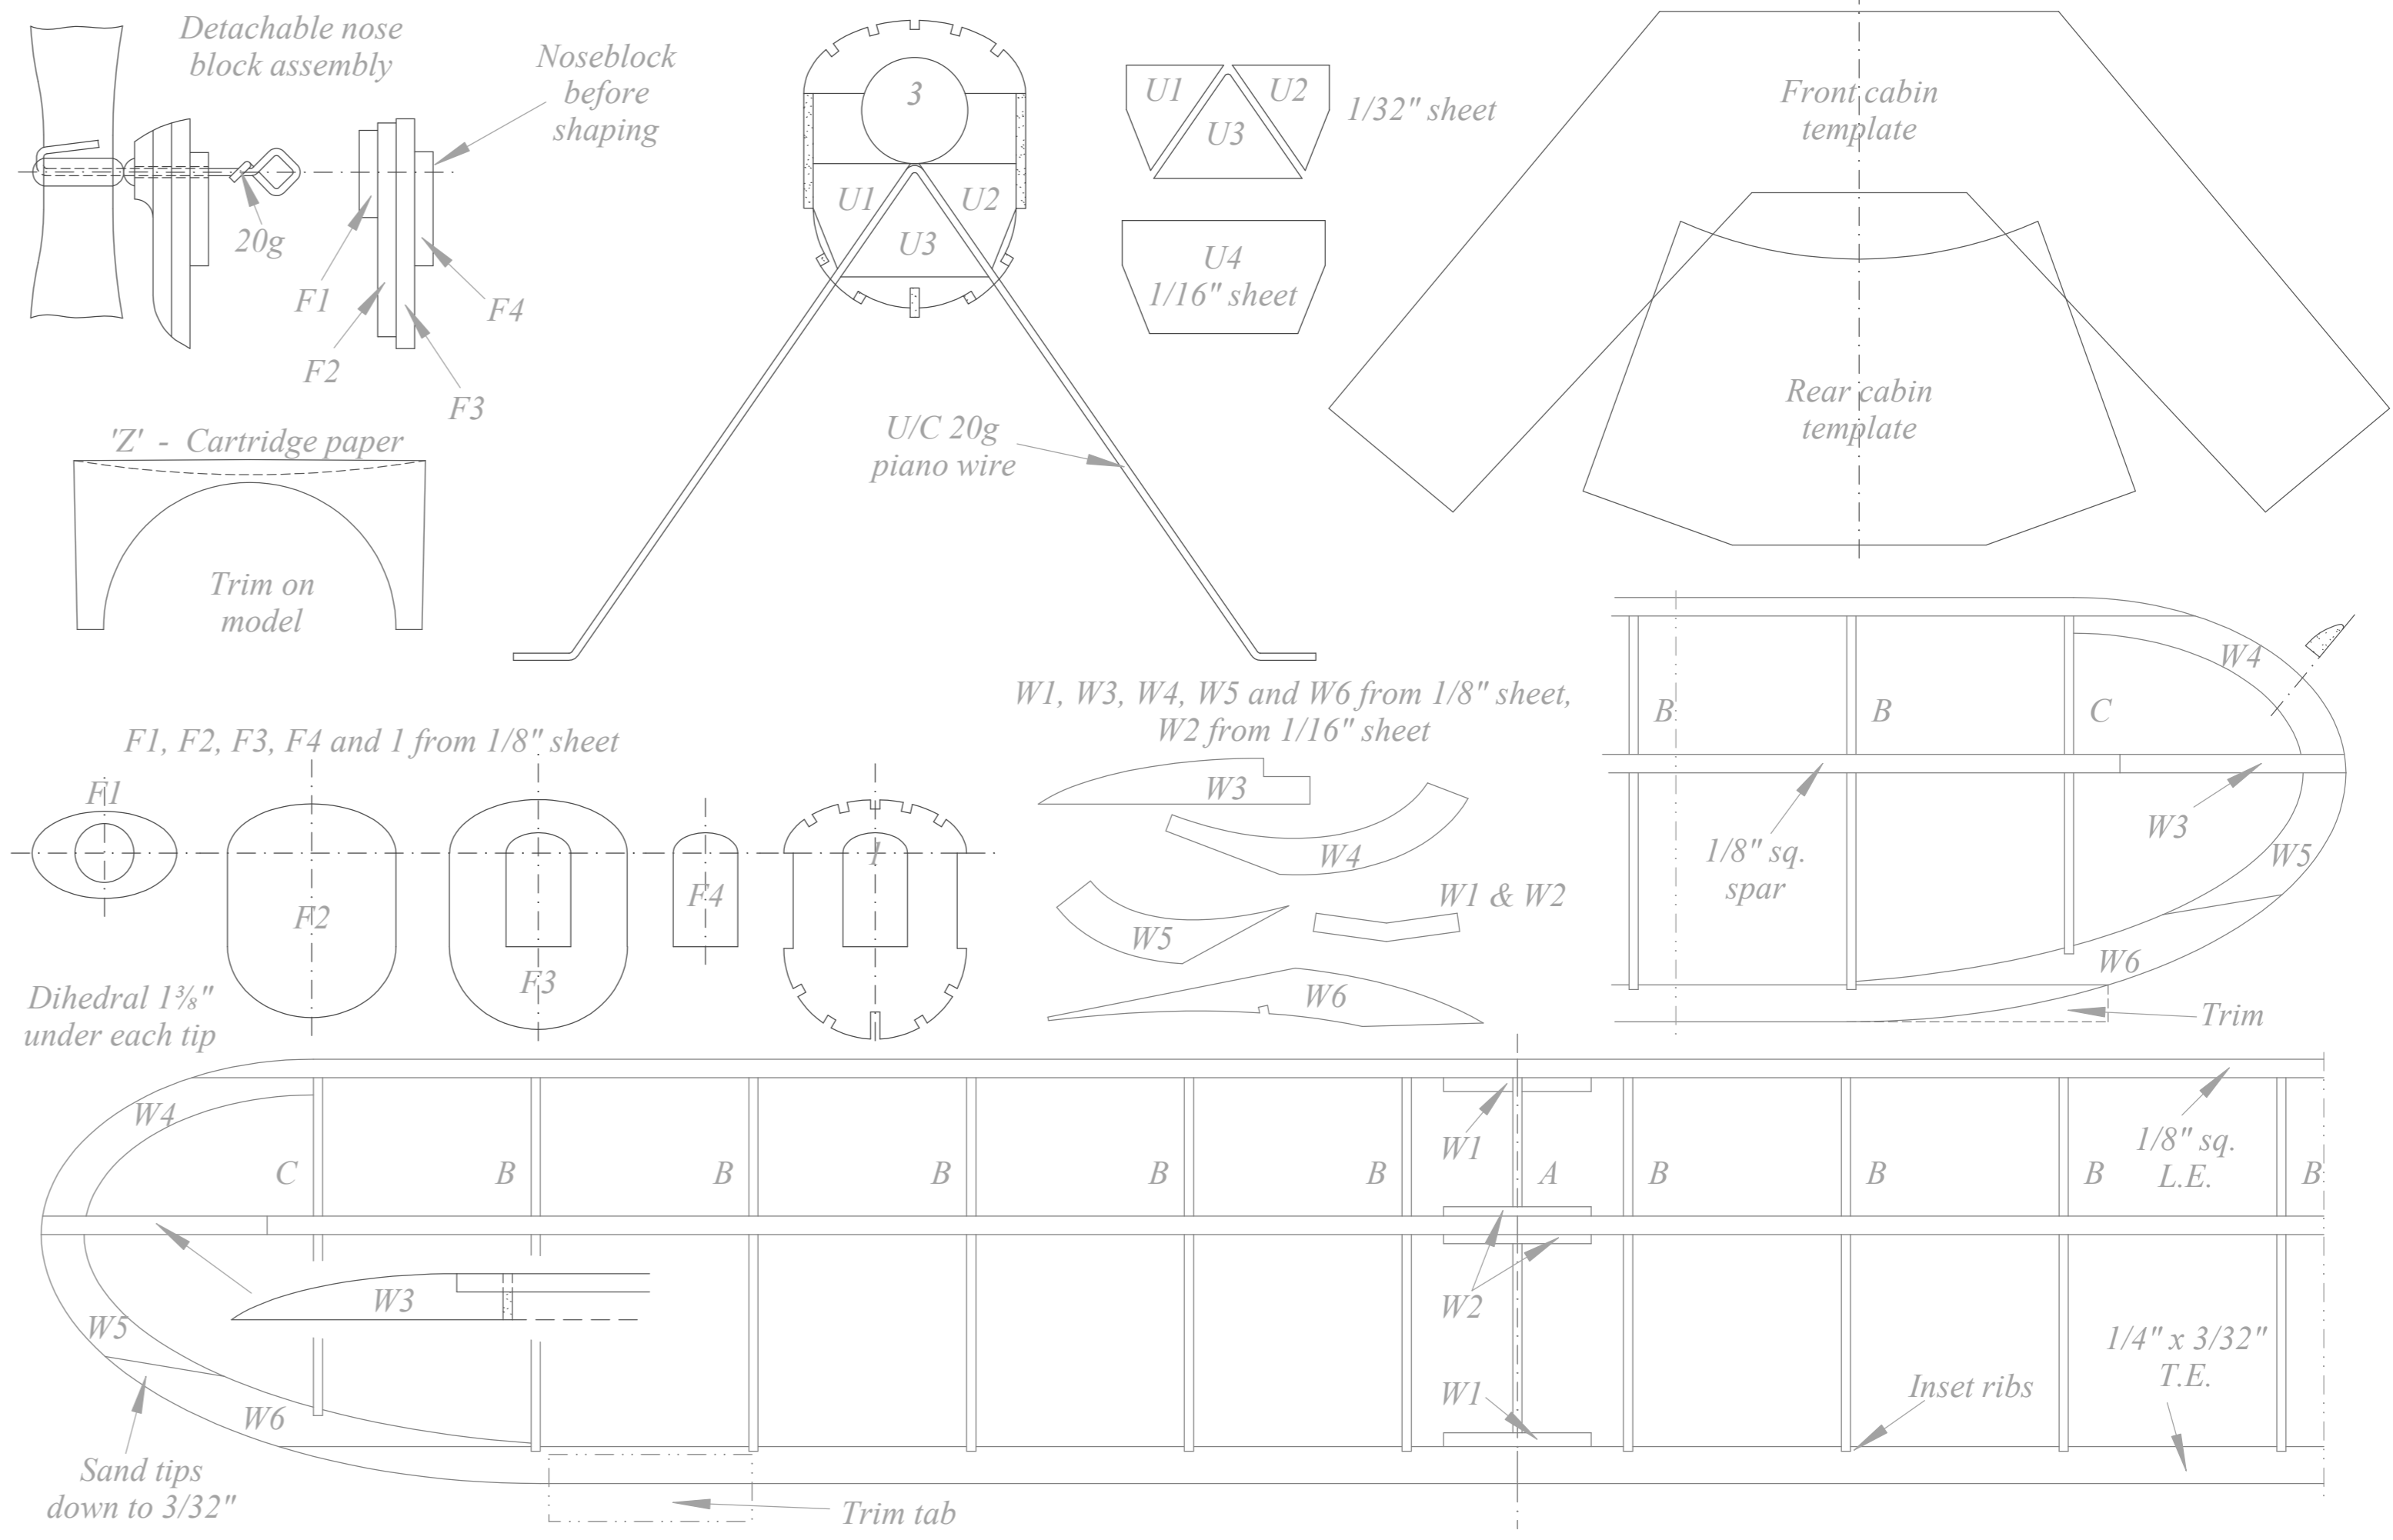 Detachable nose
block assembly
Noseblock
before
shaping
20g
F1
F2
F3
F4
3
U1
U2
U3
U1
U2
U3
1/32" sheet
U4
1/16" sheet
Front cabin
template
Rear cabin
template
'Z' - Cartridge paper
Trim on
model
U/C 20g
piano wire
W4
B
B
C
W3
1/8" sq.
spar
W5
W6
Trim
W1, W3, W4, W5 and W6 from 1/8" sheet,
W2 from 1/16" sheet
W3
W4
W1 & W2
W5
W6
F1, F2, F3, F4 and 1 from 1/8" sheet
F1
F2
F3
F4
1
Dihedral 1⅜"
under each tip
W4
C
B
B
B
B
B
W1
A
B
B
B
1/8" sq.
L.E.
B
W3
W5
W2
W1
1/4" x 3/32"
T.E.
Inset ribs
W6
Sand tips
down to 3/32"
Trim tab